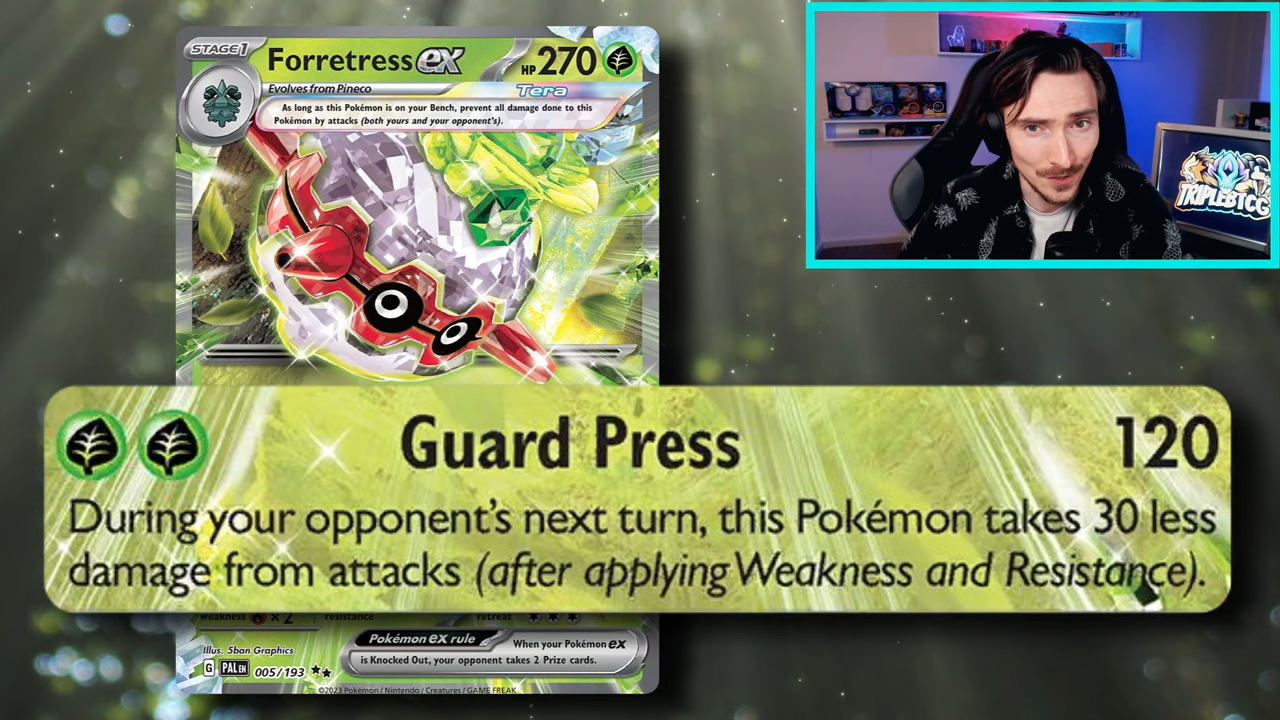 STAGE1
Forretress ex HP 270
Evolves from Pineco
Tera
As long as this Pokémon is on your Bench, prevent all damage done to this
Pokémon by attacks (both yours and your opponent's).
TRIPLEBTCG
Guard Press 120
During your opponent's next turn, this Pokémon takes 30 less
damage from attacks (after applying Weakness and Resistance).
weakness ×2 resistance retreat
Pokémon ex rule When your Pokémon ex
is Knocked Out, your opponent takes 2 Prize cards.
Illus. 5ban Graphics
G PAL EN 005/193
©2023 Pokémon / Nintendo / Creatures / GAME FREAK